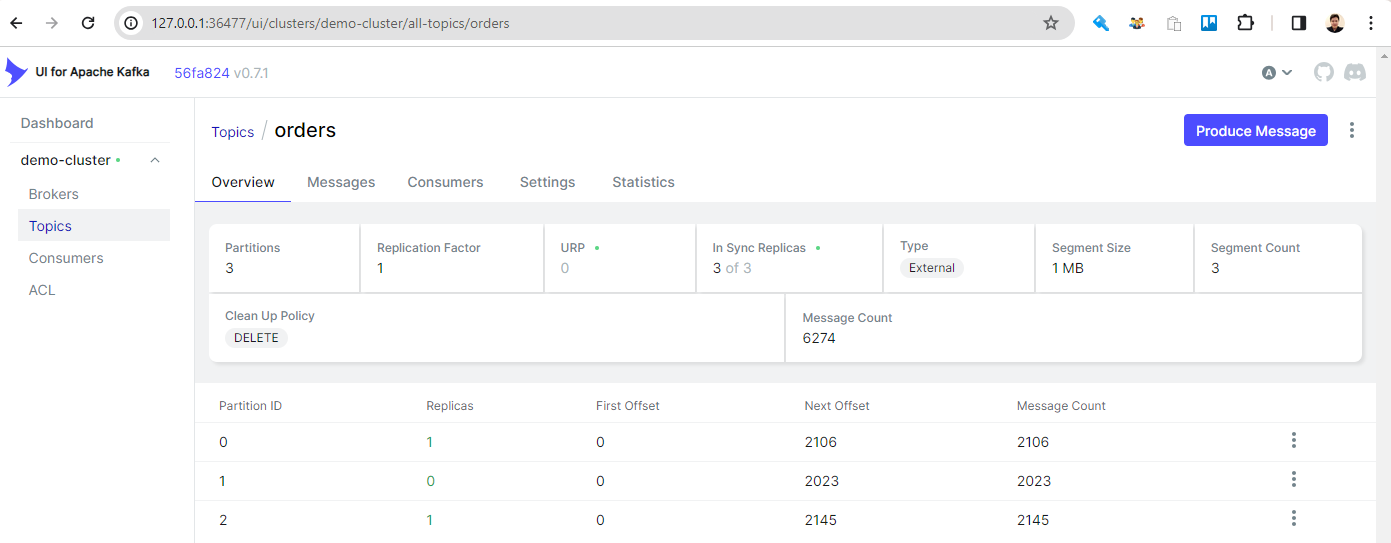 127.0.0.1:36477/ui/clusters/demo-cluster/all-topics/orders
UI for Apache Kafka 56fa824 v0.7.1 A
Dashboard
demo-cluster
Brokers
Topics
Consumers
ACL
Topics / orders Produce Message
Overview Messages Consumers Settings Statistics
Partitions Replication Factor URP In Sync Replicas Type Segment Size Segment Count
3 1 0 3 of 3 External 1 MB 3
Clean Up Policy Message Count
DELETE 6274
Partition ID Replicas First Offset Next Offset Message Count
0 1 0 2106 2106
1 0 0 2023 2023
2 1 0 2145 2145